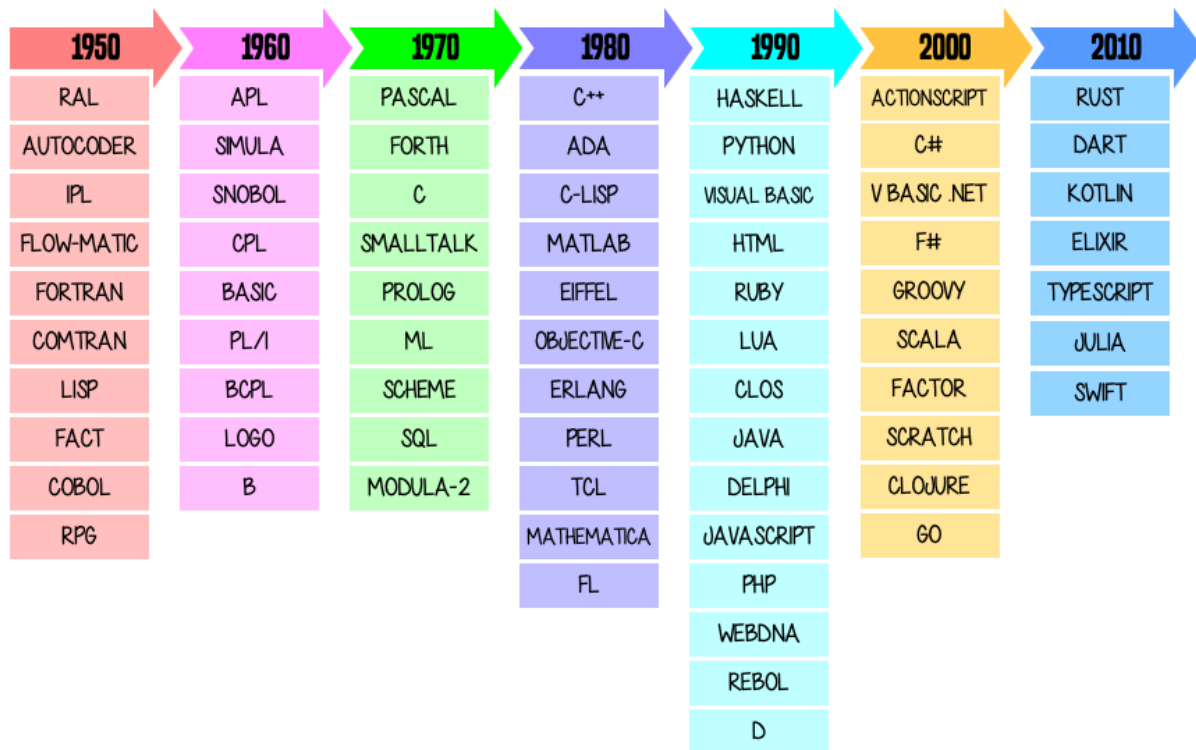 1950
RAL
AUTOCODER
IPL
FLOW-MATIC
FORTRAN
COMTRAN
LISP
FACT
COBOL
RPG
1960
APL
SIMULA
SNOBOL
CPL
BASIC
PL/I
BCPL
LOGO
B
1970
PASCAL
FORTH
C
SMALLTALK
PROLOG
ML
SCHEME
SQL
MODULA-2
1980
C++
ADA
C-LISP
MATLAB
EIFFEL
OBJECTIVE-C
ERLANG
PERL
TCL
MATHEMATICA
FL
1990
HASKELL
PYTHON
VISUAL BASIC
HTML
RUBY
LUA
CLOS
JAVA
DELPHI
JAVASCRIPT
PHP
WEBDNA
REBOL
D
2000
ACTIONSCRIPT
C#
V BASIC .NET
F#
GROOVY
SCALA
FACTOR
SCRATCH
CLOJURE
GO
2010
RUST
DART
KOTLIN
ELIXIR
TYPESCRIPT
JULIA
SWIFT